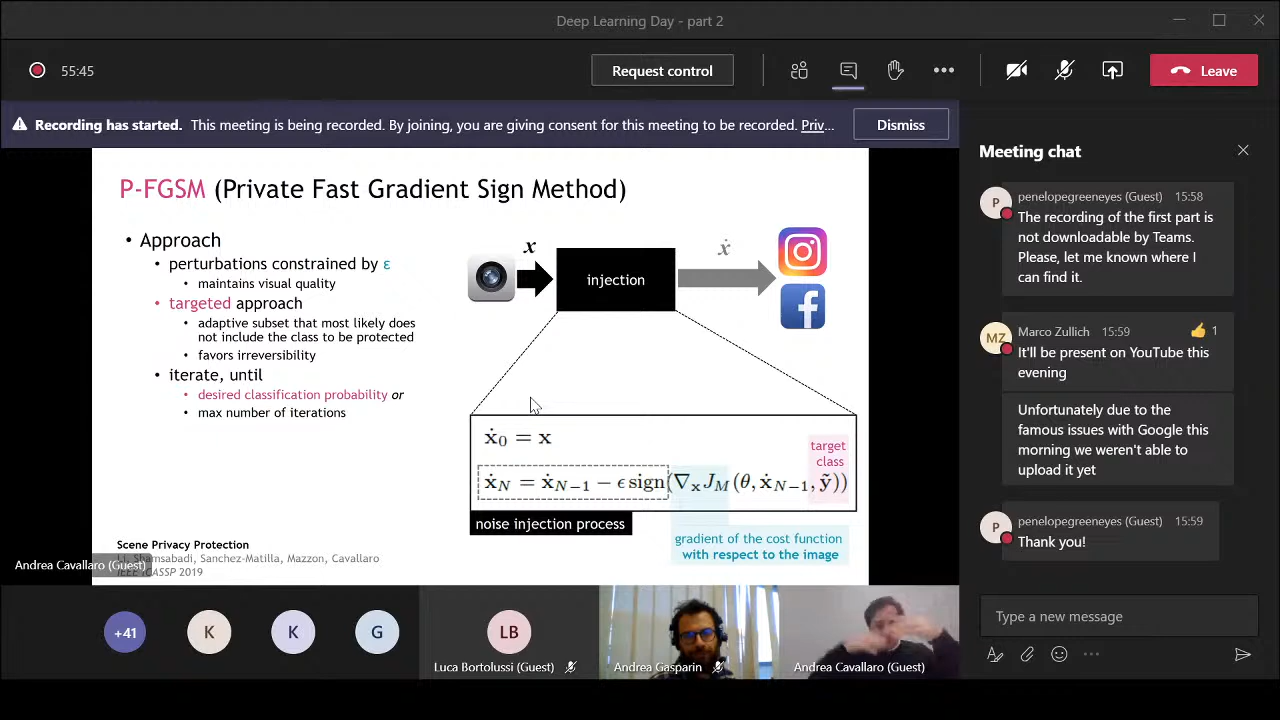 Deep Learning Day - part 2
55:45
Request control
Leave
Recording has started. This meeting is being recorded. By joining, you are giving consent for this meeting to be recorded. Priv...
Dismiss
P-FGSM (Private Fast Gradient Sign Method)
• Approach
• perturbations constrained by ε
• maintains visual quality
• targeted approach
• adaptive subset that most likely does
not include the class to be protected
• favors irreversibility
• iterate, until
• desired classification probability or
• max number of iterations
x
injection
ẋ
ẋ₀ = x
target
class
ẋ_N = ẋ_{N−1} − ϵ sign(∇ₓ J_M(θ, ẋ_{N−1}, ỹ))
noise injection process
gradient of the cost function
with respect to the image
Scene Privacy Protection
Shamsabadi, Sanchez-Matilla, Mazzon, Cavallaro
IEEE ICASSP 2019
Andrea Cavallaro (Guest)
+41
K
K
G
LB
Luca Bortolussi (Guest)
Andrea Gasparin
Andrea Cavallaro (Guest)
Meeting chat
P
penelopegreeneyes (Guest) 15:58
The recording of the first part is
not downloadable by Teams.
Please, let me known where I
can find it.
MZ
Marco Zullich 15:59
👍 1
It'll be present on YouTube this
evening
Unfortunately due to the
famous issues with Google this
morning we weren't able to
upload it yet
P
penelopegreeneyes (Guest) 15:59
Thank you!
Type a new message